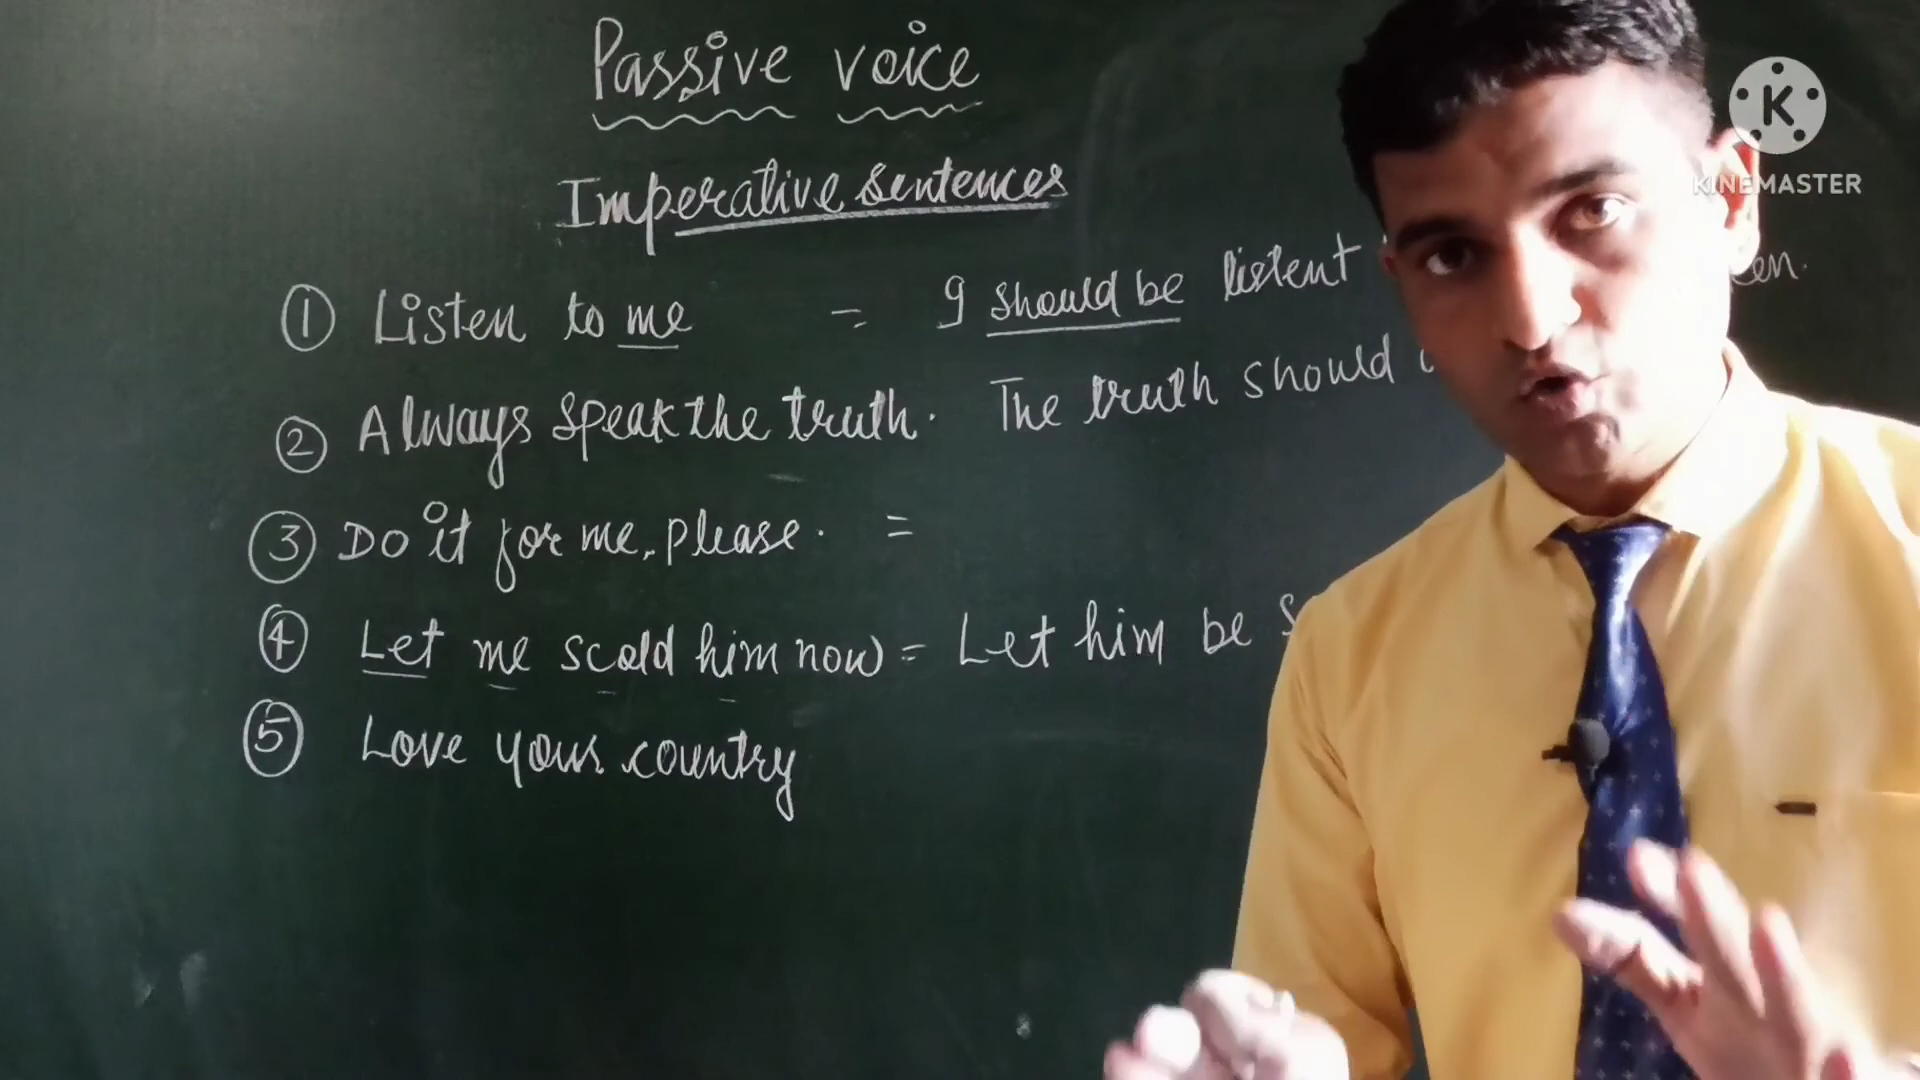 Passive voice
Imperative sentences
① Listen to me = I should be listent
② Always speak the truth. The truth should
③ Do it for me, please. =
④ Let me scold him now = Let him be
⑤ Love your country
K
KINEMASTER